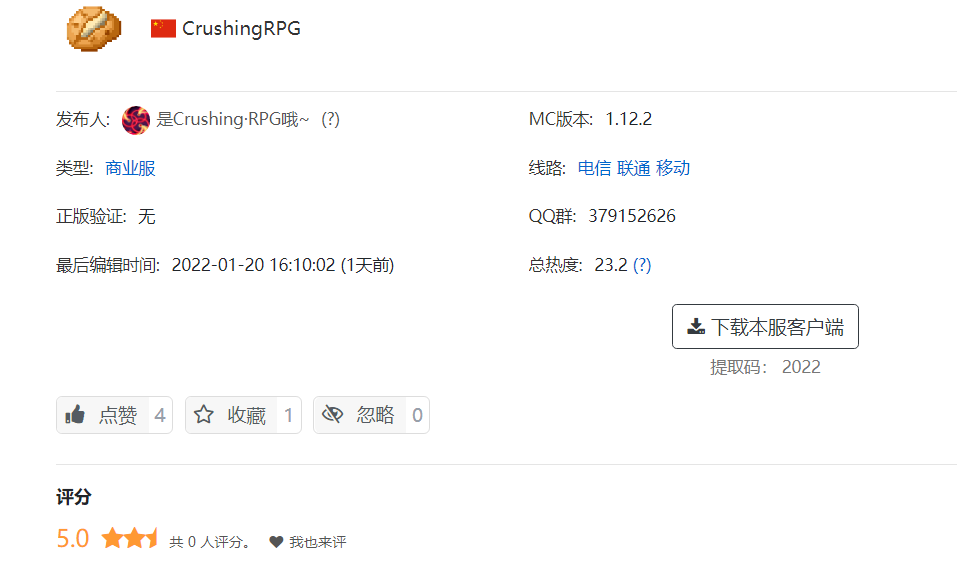 CrushingRPG
发布人: 是Crushing·RPG哦~ (?)
MC版本: 1.12.2
类型: 商业服
线路: 电信 联通 移动
正版验证: 无
QQ群: 379152626
最后编辑时间: 2022-01-20 16:10:02 (1天前)
总热度: 23.2 (?)
下载本服客户端
提取码: 2022
点赞 4 收藏 1 忽略 0
评分
5.0 共 0 人评分。 我也来评